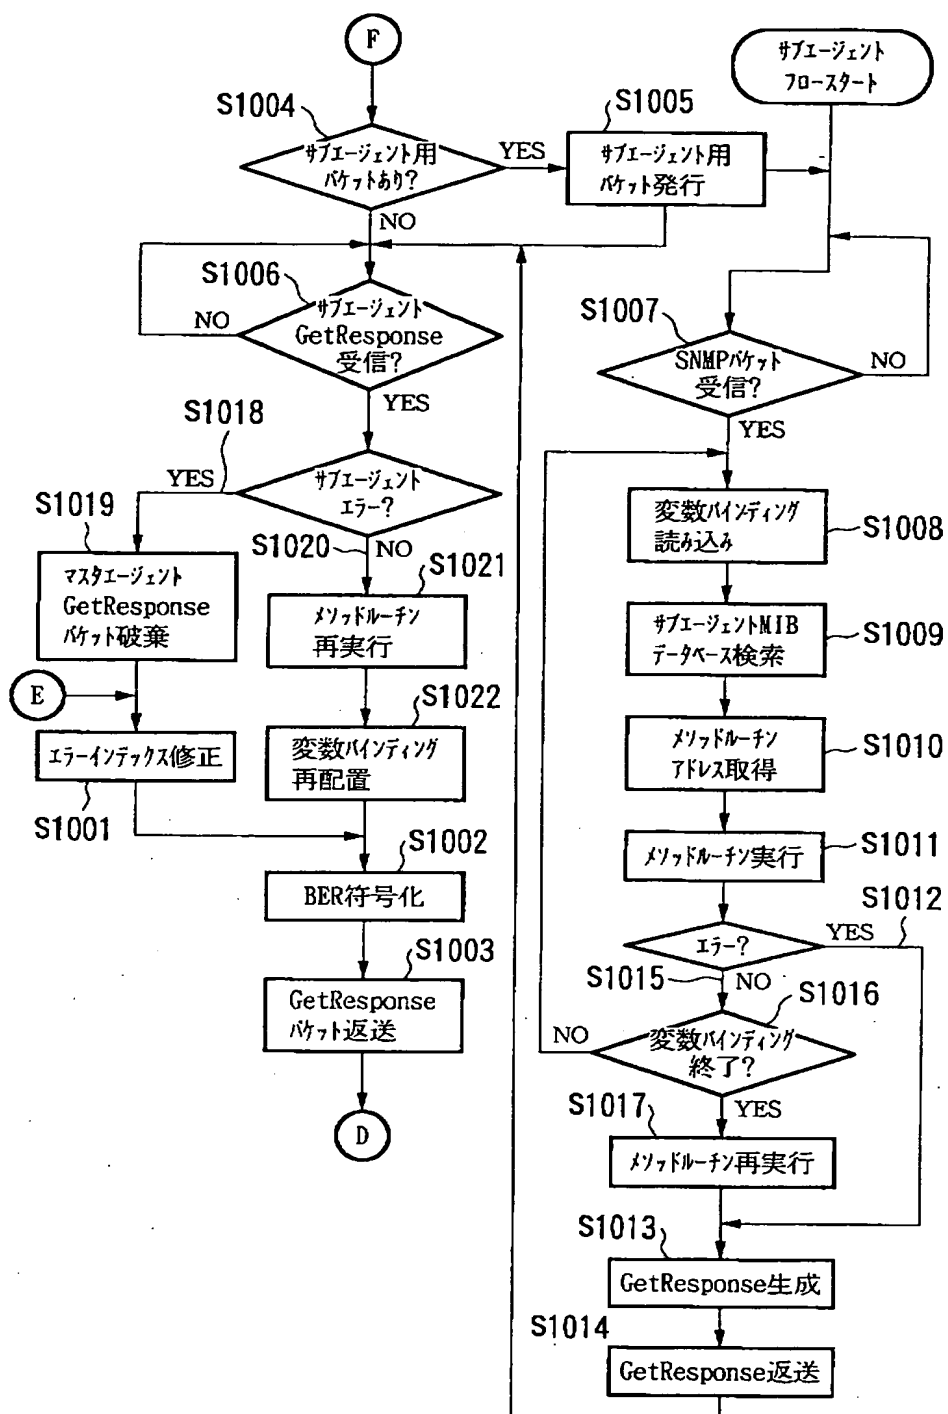 F
サブエージェント
フロースタート
S1004
サブエージェント用
パケットあり?
YES
NO
S1005
サブエージェント用
パケット発行
S1006
サブエージェント
GetResponse
受信?
NO
YES
S1007
SNMPパケット
受信?
NO
YES
S1018
サブエージェント
エラー?
YES
S1020
NO
S1019
マスタエージェント
GetResponse
パケット破棄
E
エラーインデックス修正
S1001
S1021
メソッドルーチン
再実行
S1022
変数バインディング
再配置
S1002
BER符号化
S1003
GetResponse
パケット返送
D
変数バインディング
読み込み
S1008
サブエージェントMIB
データベース検索
S1009
メソッドルーチン
アドレス取得
S1010
メソッドルーチン実行
S1011
S1012
エラー?
YES
S1015
NO
S1016
変数バインディング
終了?
NO
YES
S1017
メソッドルーチン再実行
S1013
GetResponse生成
S1014
GetResponse返送